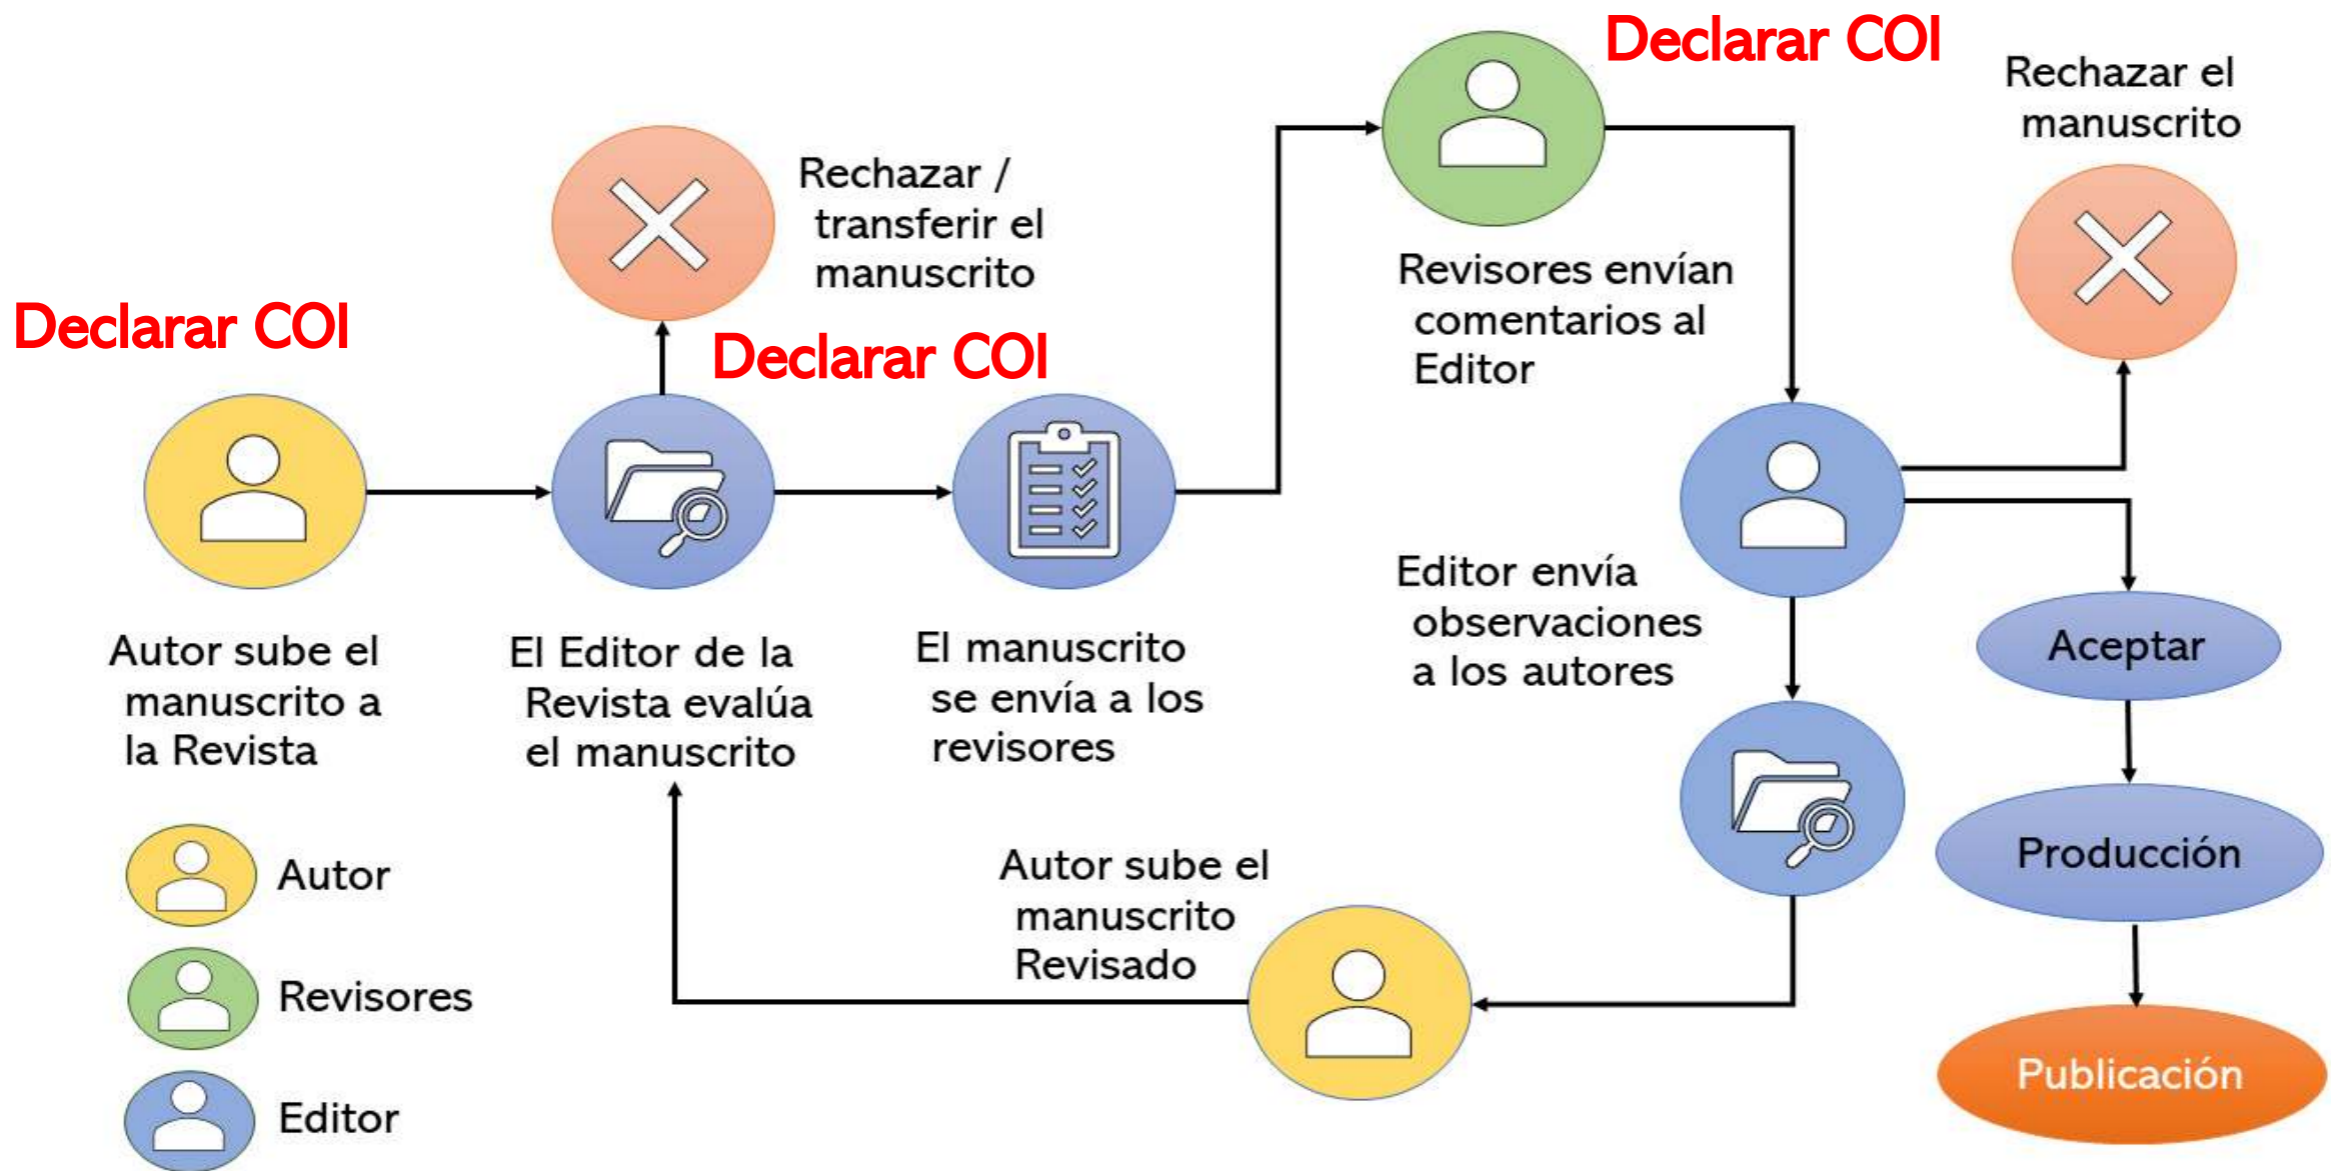 Declarar COI
Rechazar el
manuscrito
Rechazar /
transferir el
manuscrito
Revisores envían
comentarios al
Editor
Declarar COI
Declarar COI
Autor sube el
manuscrito a
la Revista
El Editor de la
Revista evalúa
el manuscrito
El manuscrito
se envía a los
revisores
Editor envía
observaciones
a los autores
Aceptar
Producción
Publicación
Autor sube el
manuscrito
Revisado
Autor
Revisores
Editor